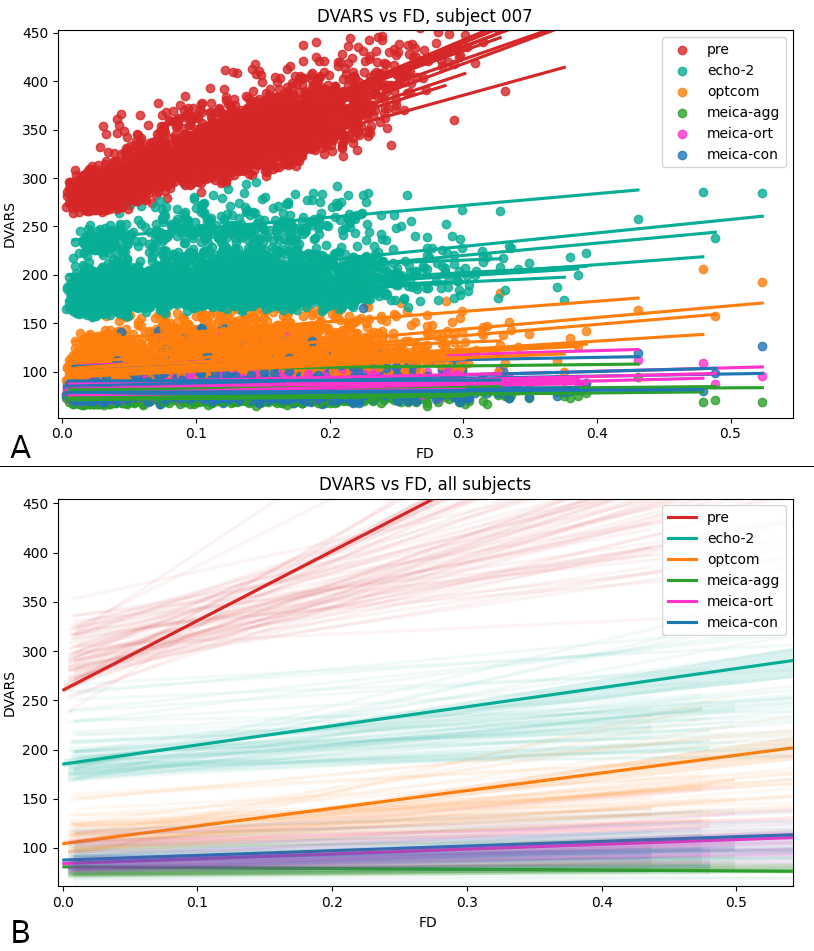 DVARS vs FD, subject 007
450
400
350
300
250
200
150
100
DVARS
0.0 0.1 0.2 0.3 0.4 0.5
FD
pre
echo-2
optcom
meica-agg
meica-ort
meica-con
A
DVARS vs FD, all subjects
450
400
350
300
250
200
150
100
DVARS
0.0 0.1 0.2 0.3 0.4 0.5
FD
pre
echo-2
optcom
meica-agg
meica-ort
meica-con
B